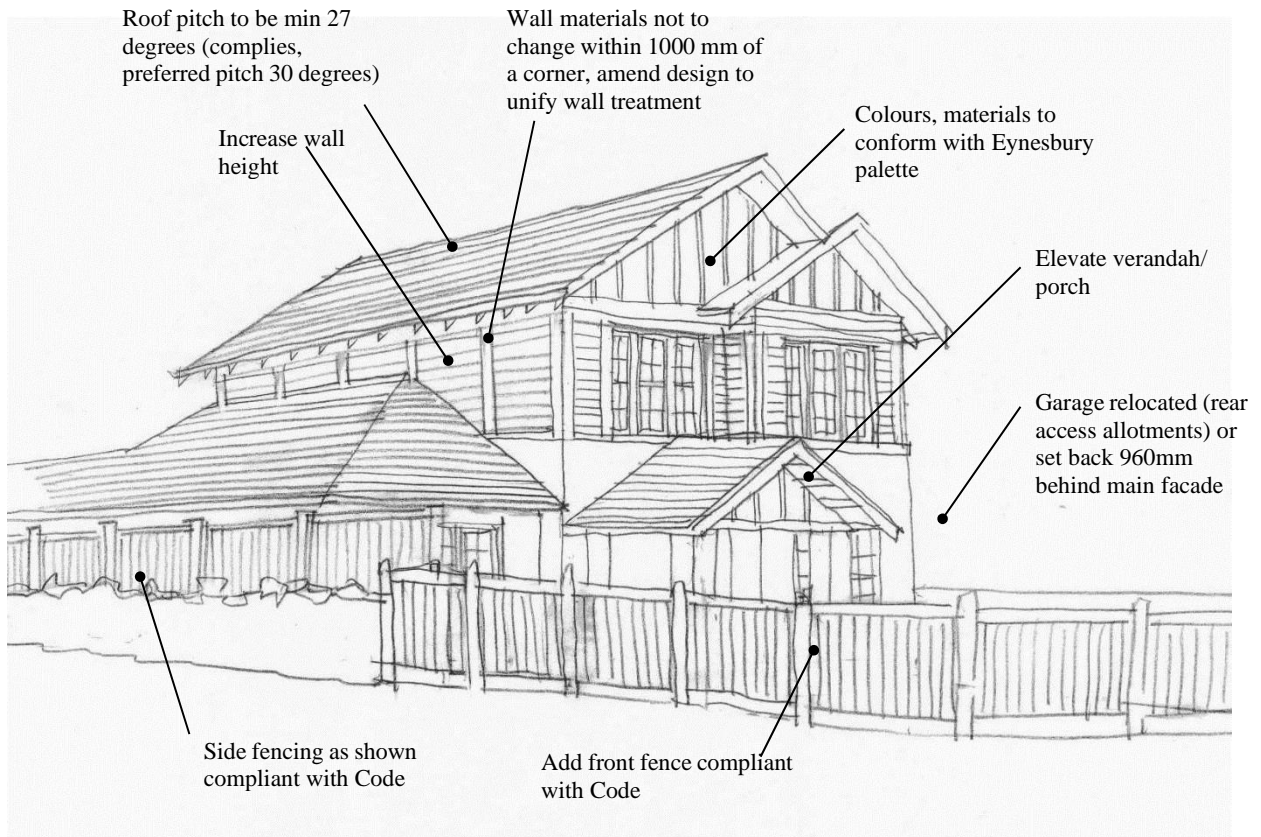 Roof pitch to be min 27
degrees (complies,
preferred pitch 30 degrees)
Wall materials not to
change within 1000 mm of
a corner, amend design to
unify wall treatment
Increase wall
height
Colours, materials to
conform with Eynesbury
palette
Elevate verandah/
porch
Garage relocated (rear
access allotments) or
set back 960mm
behind main facade
Side fencing as shown
compliant with Code
Add front fence compliant
with Code